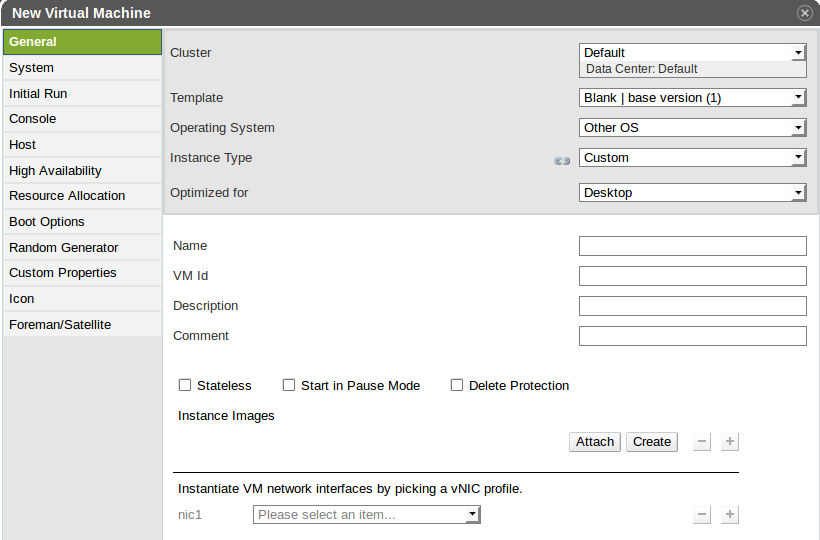 New Virtual Machine
General
System
Initial Run
Console
Host
High Availability
Resource Allocation
Boot Options
Random Generator
Custom Properties
Icon
Foreman/Satellite
Cluster
Default
Data Center: Default
Template
Blank | base version (1)
Operating System
Other OS
Instance Type
Custom
Optimized for
Desktop
Name
VM Id
Description
Comment
Stateless Start in Pause Mode Delete Protection
Instance Images
Attach Create − +
Instantiate VM network interfaces by picking a vNIC profile.
nic1 Please select an item... − +